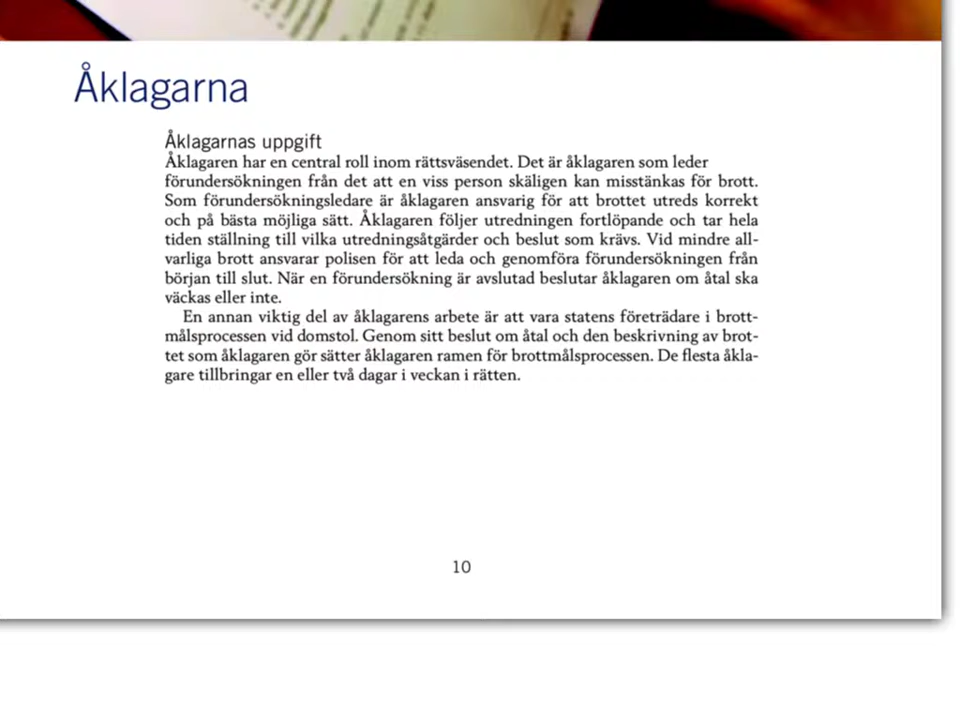 Åklagarna
Åklagarnas uppgift
Åklagaren har en central roll inom rättsväsendet. Det är åklagaren som leder
förundersökningen från det att en viss person skäligen kan misstänkas för brott.
Som förundersökningsledare är åklagaren ansvarig för att brottet utreds korrekt
och på bästa möjliga sätt. Åklagaren följer utredningen fortlöpande och tar hela
tiden ställning till vilka utredningsåtgärder och beslut som krävs. Vid mindre all-
varliga brott ansvarar polisen för att leda och genomföra förundersökningen från
början till slut. När en förundersökning är avslutad beslutar åklagaren om åtal ska
väckas eller inte.
En annan viktig del av åklagarens arbete är att vara statens företrädare i brott-
målsprocessen vid domstol. Genom sitt beslut om åtal och den beskrivning av brot-
tet som åklagaren gör sätter åklagaren ramen för brottmålsprocessen. De flesta åkla-
gare tillbringar en eller två dagar i veckan i rätten.
10